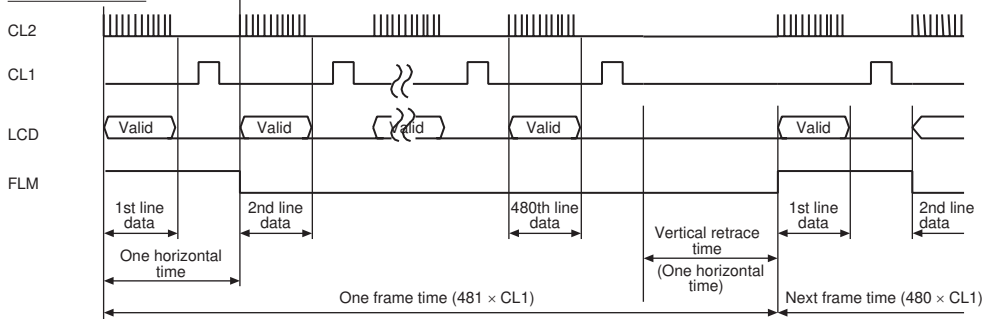 CL2
CL1
LCD
Valid
Valid
Valid
Valid
Valid
FLM
1st line
data
2nd line
data
480th line
data
1st line
data
2nd line
data
One horizontal
time
Vertical retrace
time
(One horizontal
time)
One frame time (481 × CL1)
Next frame time (480 × CL1)